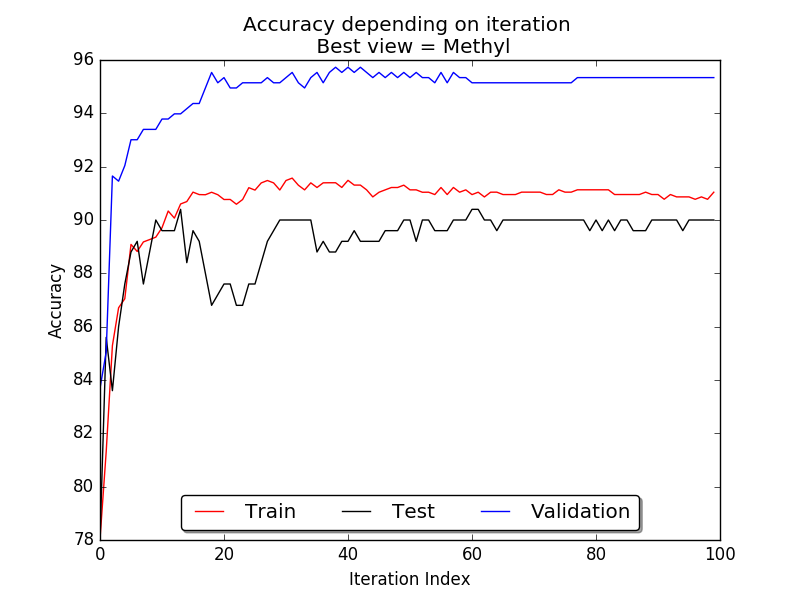 Accuracy depending on iteration
Best view = Methyl
96
94
92
90
88
86
84
82
80
78
Accuracy
Train Test Validation
0 20 40 60 80 100
Iteration Index